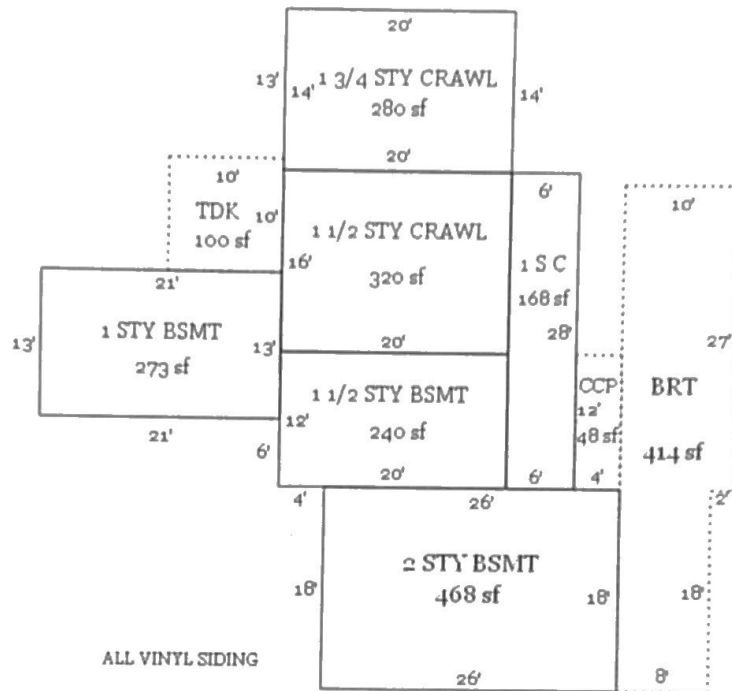 20'
13'
1 3/4 STY CRAWL
14'
14'
280 sf
20'
10'
6'
10'
TDK
10'
1 1/2 STY CRAWL
100 sf
1 S C
16'
320 sf
168 sf
21'
27'
13'
1 STY BSMT
13'
20'
28'
273 sf
1 1/2 STY BSMT
CCP
BRT
12'
12'
240 sf
48 sf
21'
6'
414 sf
20'
6'
4'
4'
26'
2'
2 STY BSMT
18'
468 sf
18'
18'
ALL VINYL SIDING
26'
8'